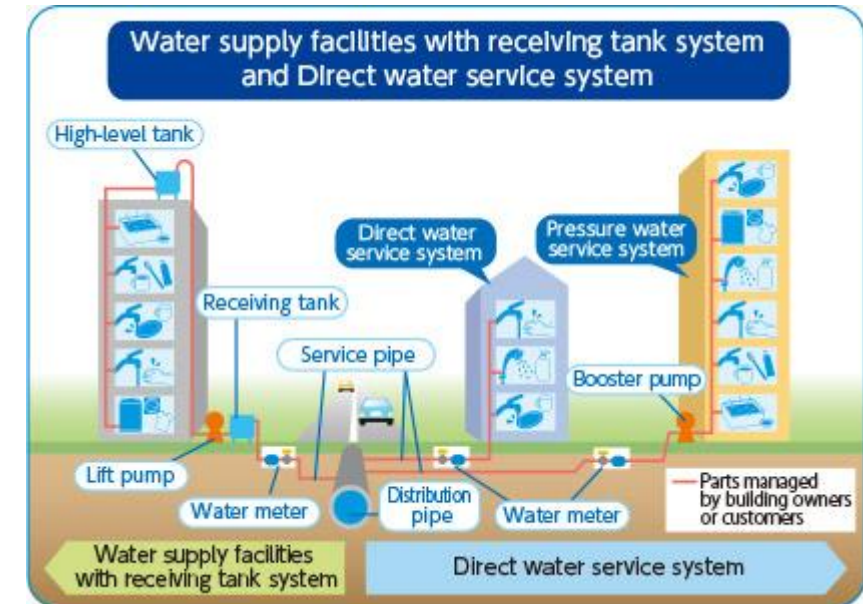 Water supply facilities with receiving tank system
and Direct water service system
High-level tank
Direct water
service system
Pressure water
service system
Receiving tank
Service pipe
Booster pump
Lift pump
Water meter
Distribution
pipe
Water meter
Parts managed
by building owners
or customers
Water supply facilities
with receiving tank system
Direct water service system